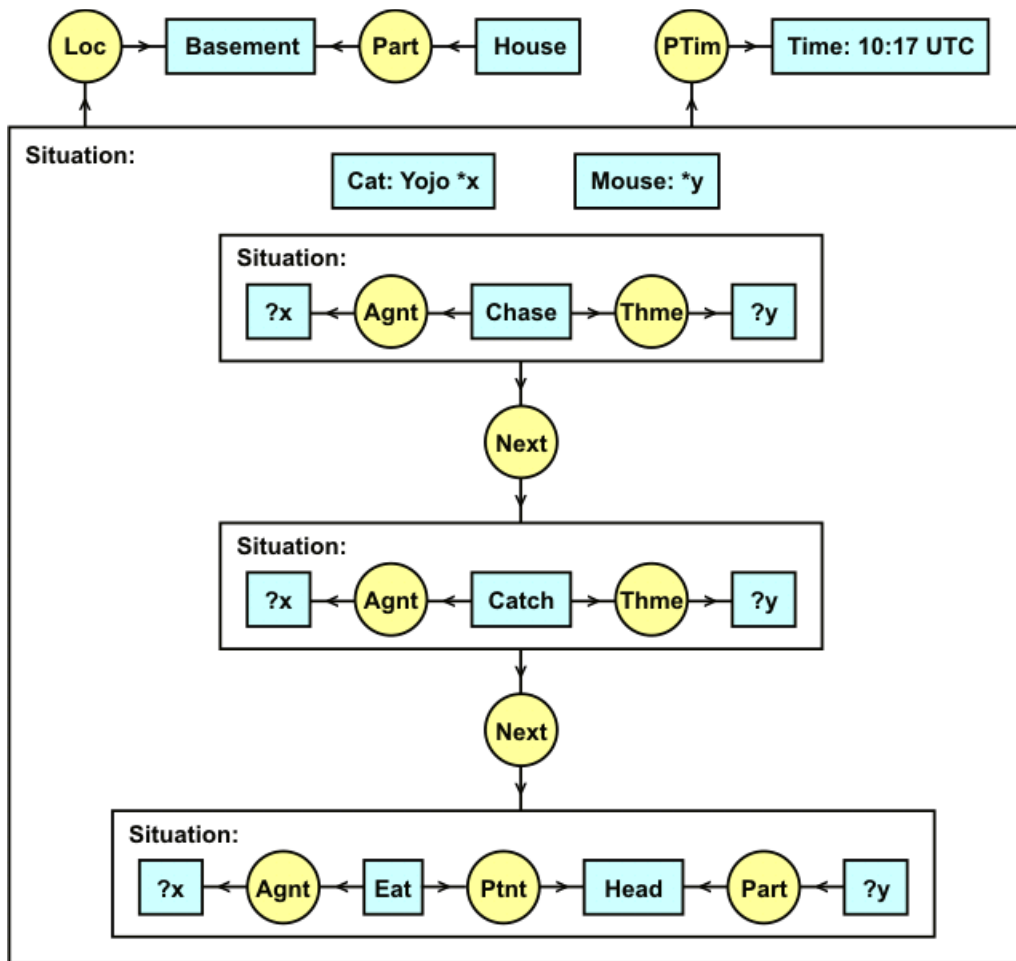 Loc Basement Part House PTim Time: 10:17 UTC
Situation:
Cat: Yojo *x Mouse: *y
Situation:
?x Agnt Chase Thme ?y
Next
Situation:
?x Agnt Catch Thme ?y
Next
Situation:
?x Agnt Eat Ptnt Head Part ?y